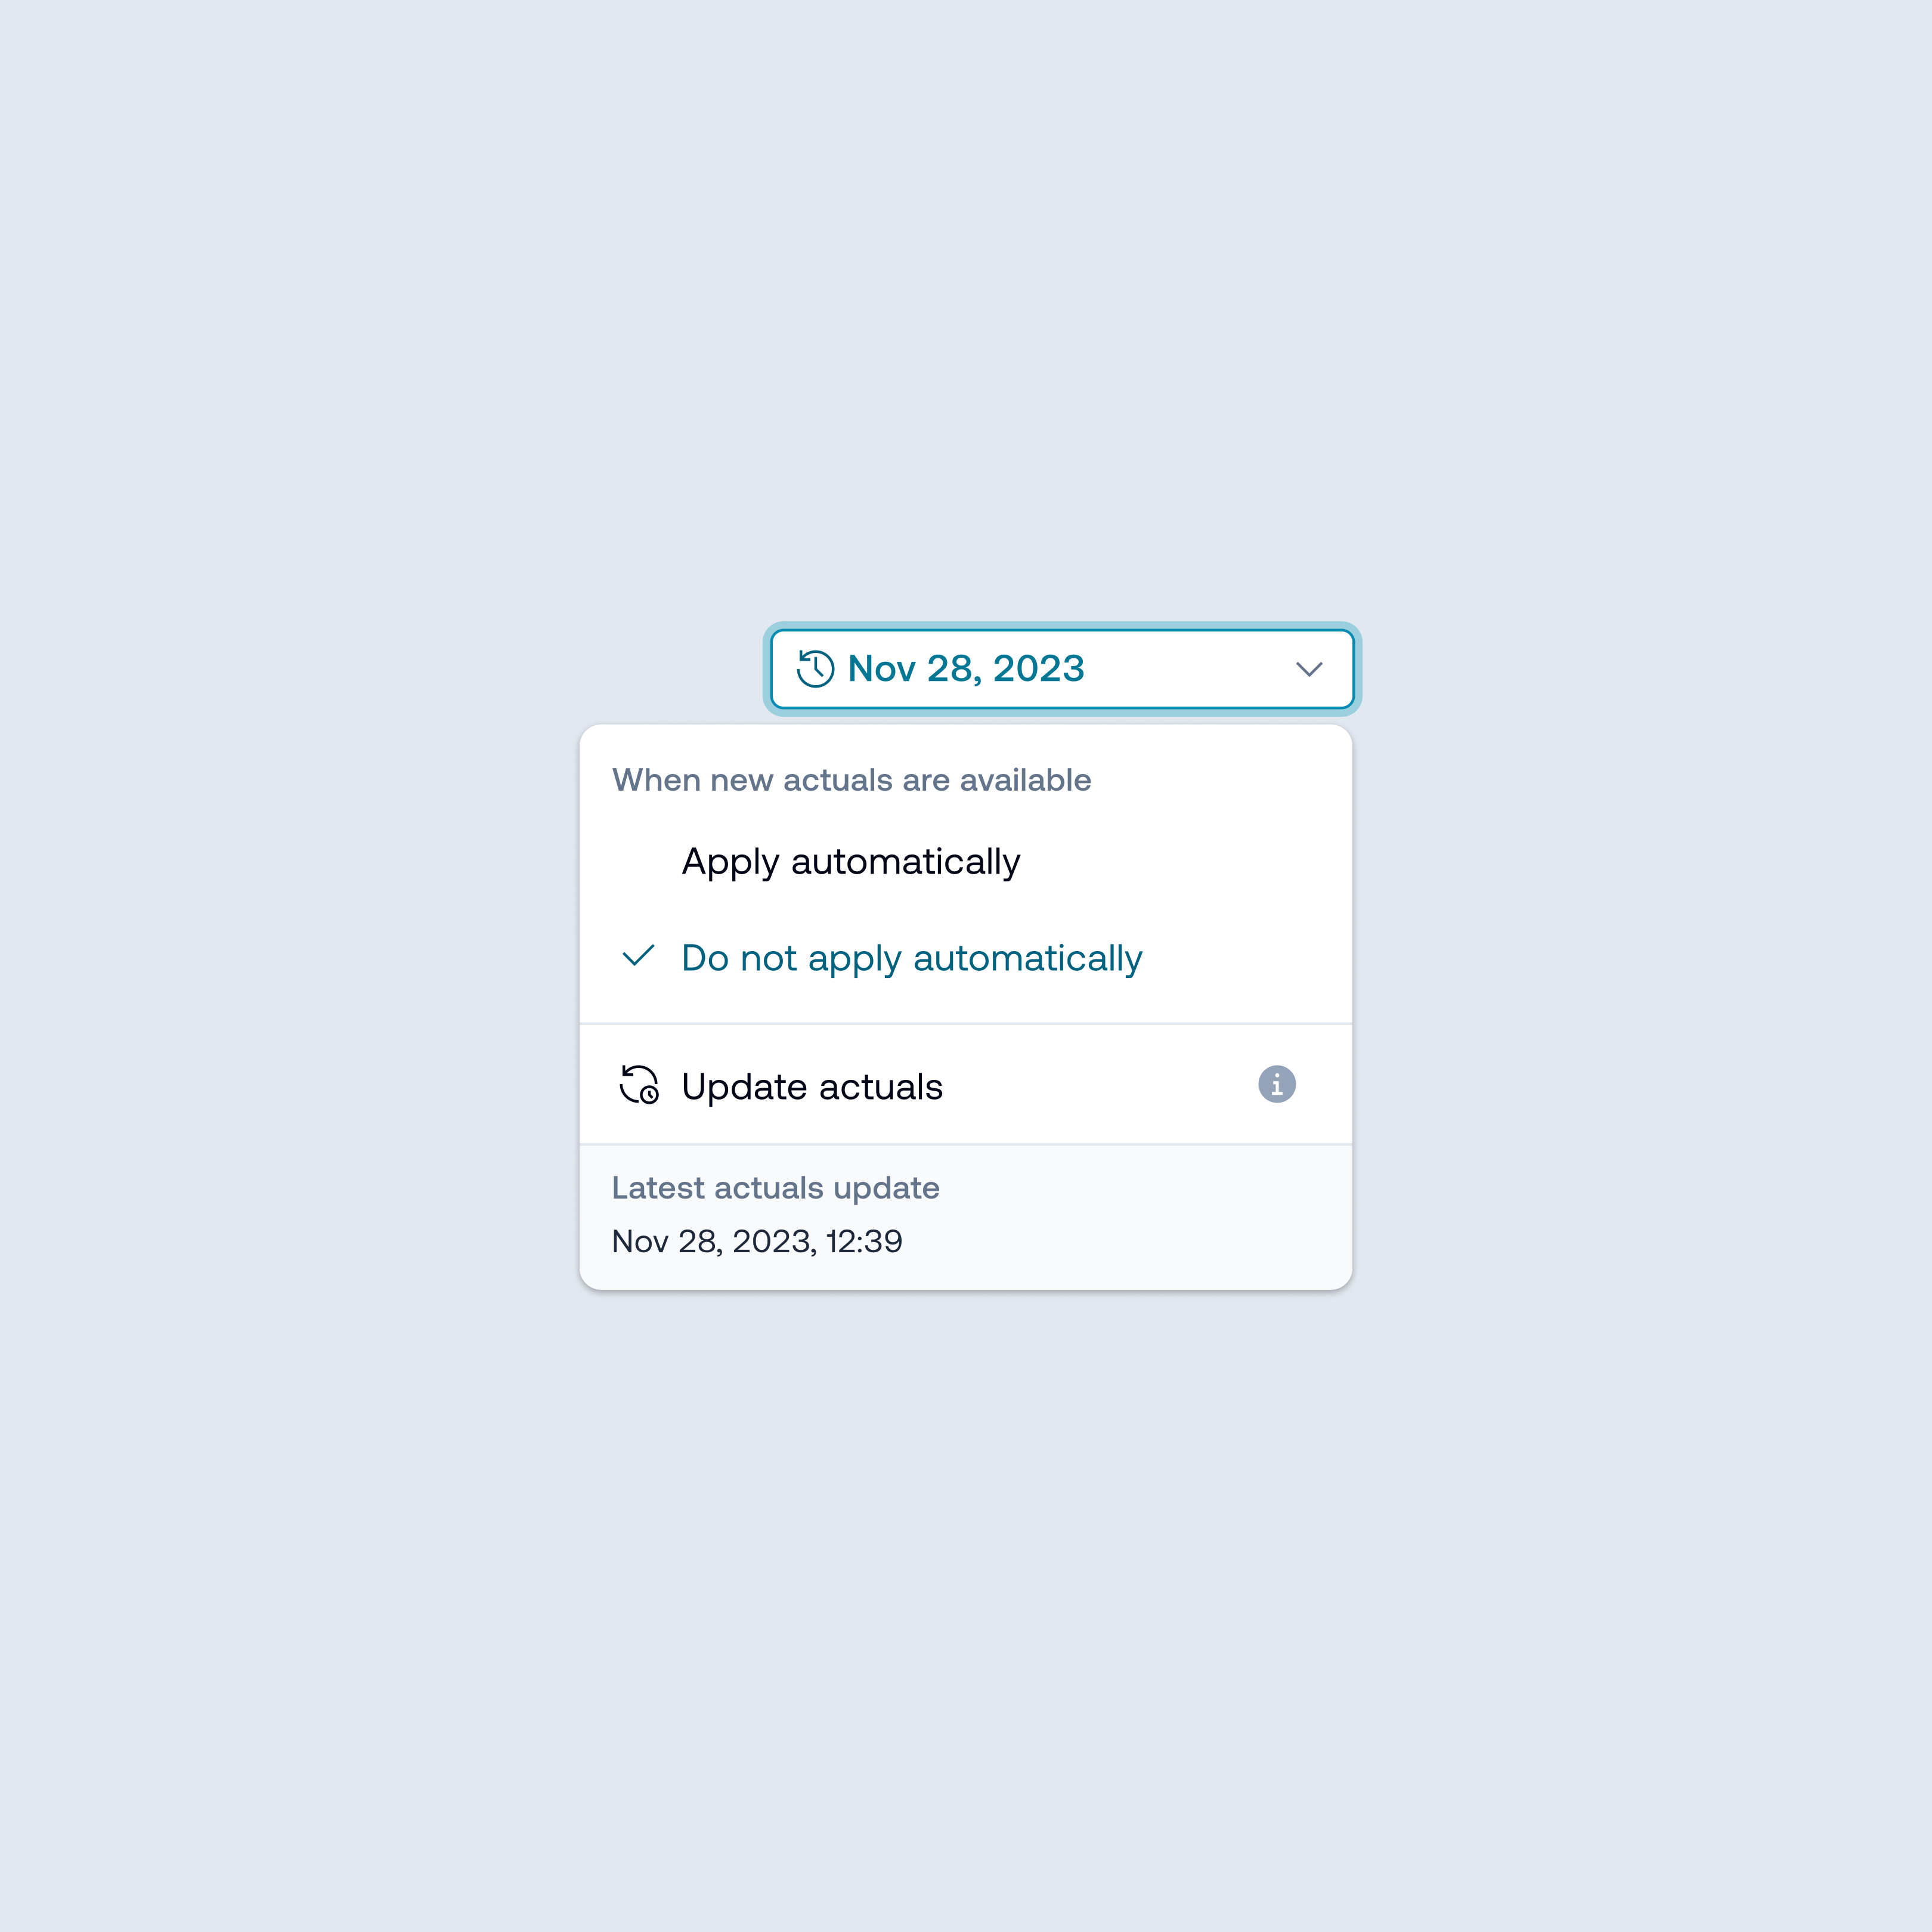 Nov 28, 2023
When new actuals are available
Apply automatically
Do not apply automatically
Update actuals
Latest actuals update
Nov 28, 2023, 12:39